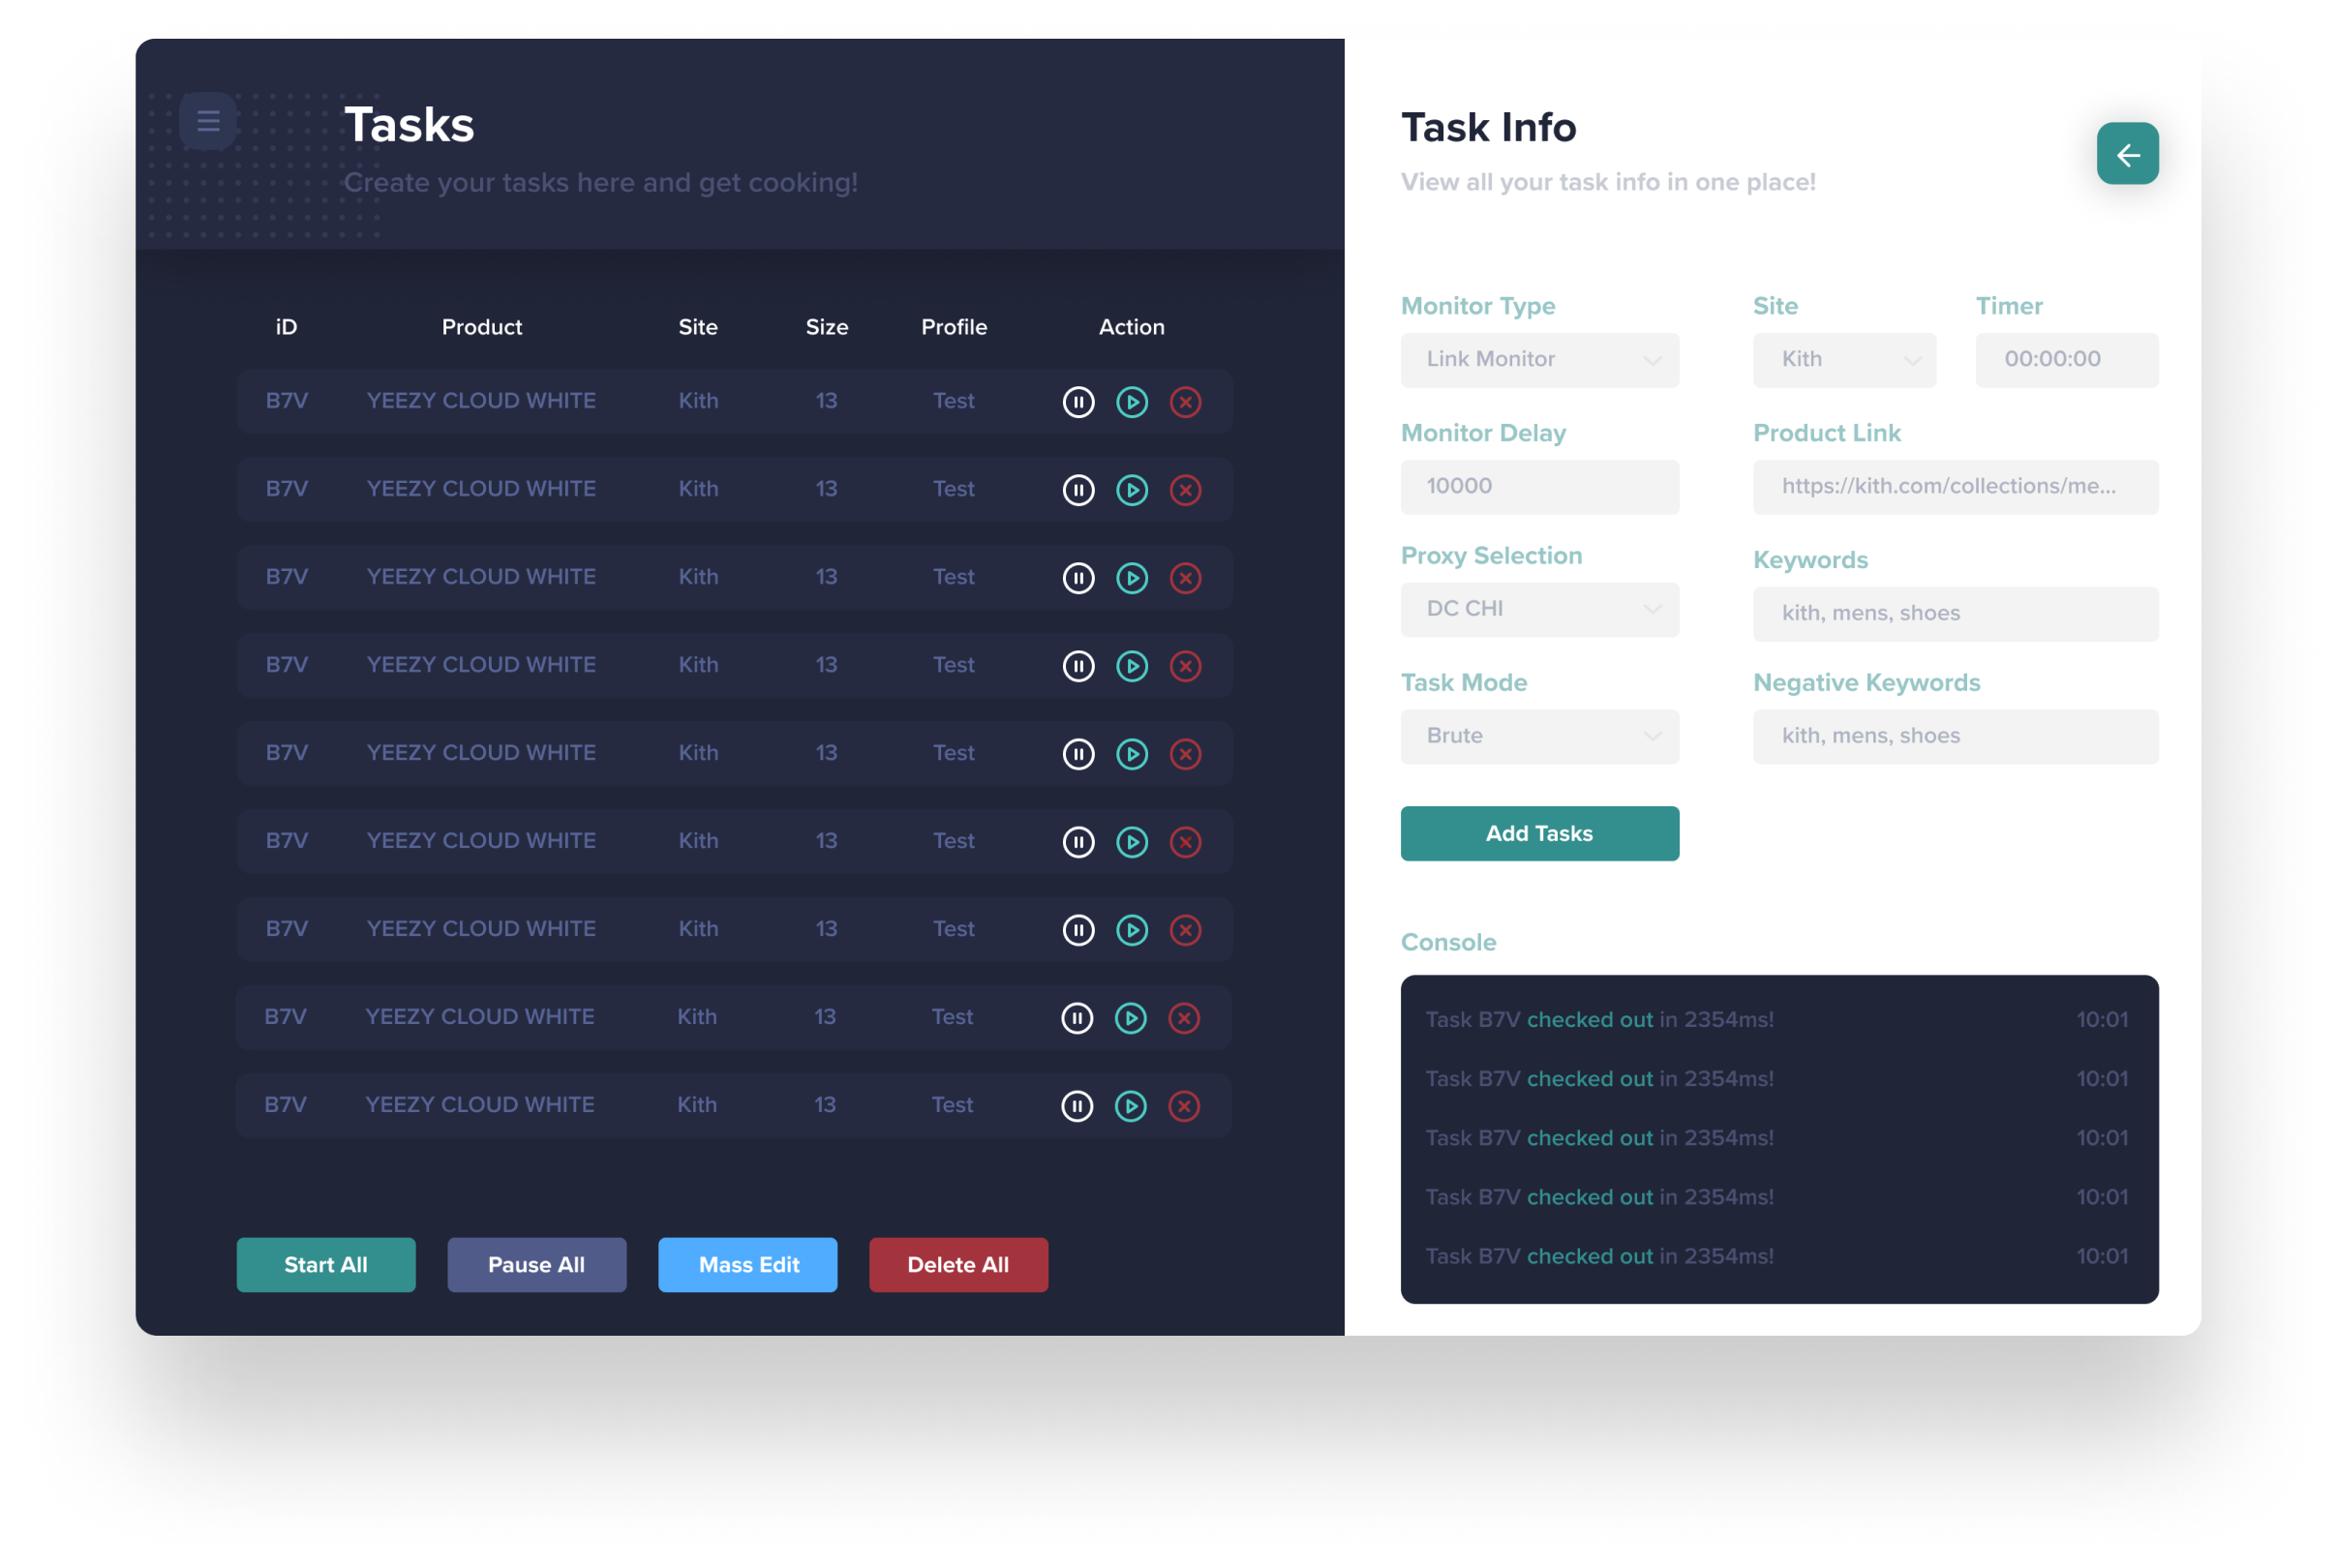 Tasks
Create your tasks here and get cooking!
iD Product Site Size Profile Action
B7V YEEZY CLOUD WHITE Kith 13 Test
B7V YEEZY CLOUD WHITE Kith 13 Test
B7V YEEZY CLOUD WHITE Kith 13 Test
B7V YEEZY CLOUD WHITE Kith 13 Test
B7V YEEZY CLOUD WHITE Kith 13 Test
B7V YEEZY CLOUD WHITE Kith 13 Test
B7V YEEZY CLOUD WHITE Kith 13 Test
B7V YEEZY CLOUD WHITE Kith 13 Test
B7V YEEZY CLOUD WHITE Kith 13 Test
Start All Pause All Mass Edit Delete All
Task Info
View all your task info in one place!
Monitor Type Site Timer
Link Monitor Kith 00:00:00
Monitor Delay Product Link
10000 https://kith.com/collections/me...
Proxy Selection Keywords
DC CHI kith, mens, shoes
Task Mode Negative Keywords
Brute kith, mens, shoes
Add Tasks
Console
Task B7V checked out in 2354ms! 10:01
Task B7V checked out in 2354ms! 10:01
Task B7V checked out in 2354ms! 10:01
Task B7V checked out in 2354ms! 10:01
Task B7V checked out in 2354ms! 10:01